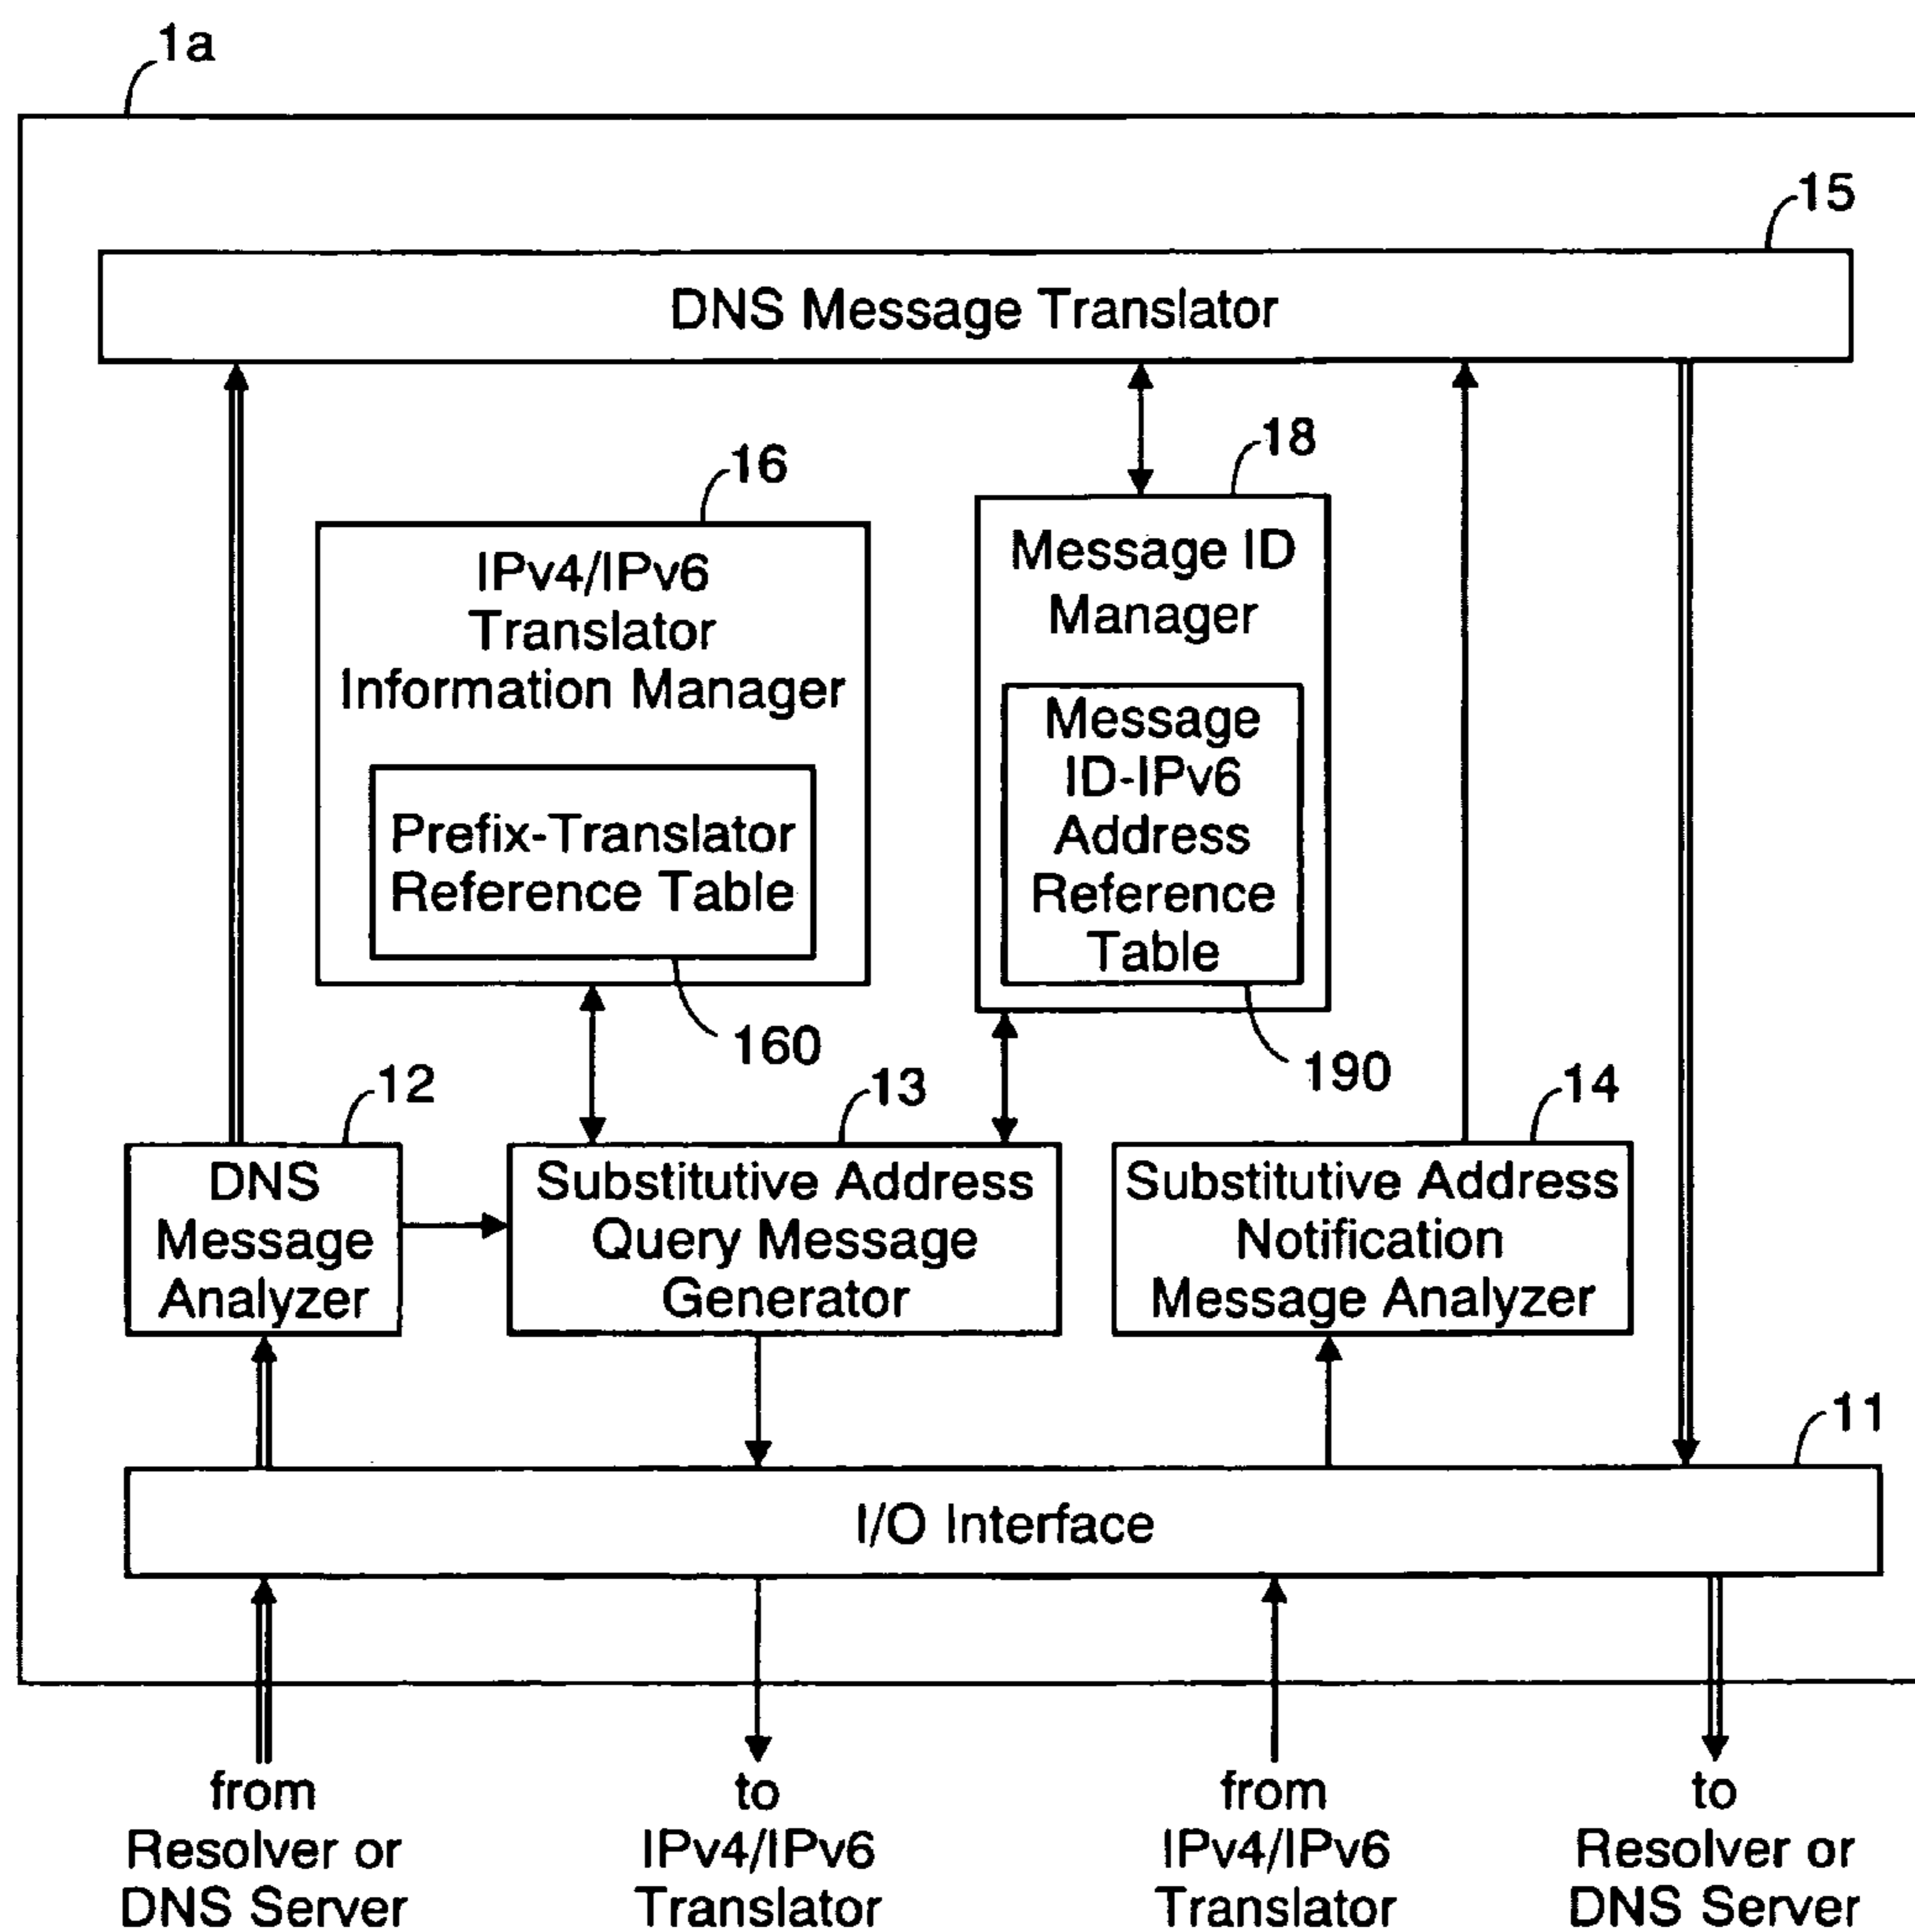 1a
15
DNS Message Translator
16
18
IPv4/IPv6
Translator
Information Manager
Message ID
Manager
Prefix-Translator
Reference Table
Message
ID-IPv6
Address
Reference
Table
160
190
12
13
14
DNS
Message
Analyzer
Substitutive Address
Query Message
Generator
Substitutive Address
Notification
Message Analyzer
11
I/O Interface
from
Resolver or
DNS Server
to
IPv4/IPv6
Translator
from
IPv4/IPv6
Translator
to
Resolver or
DNS Server